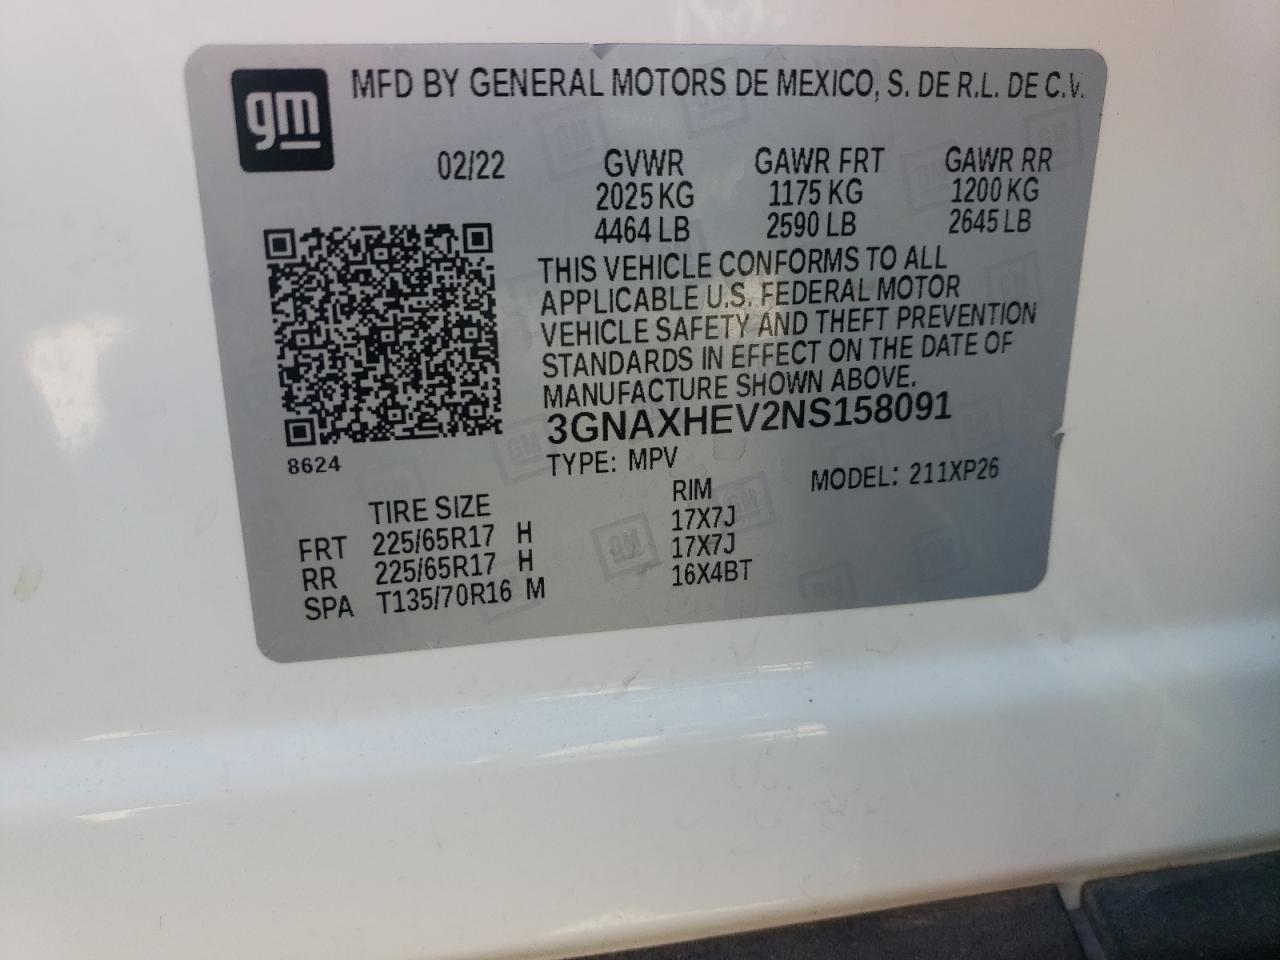 gm
MFD BY GENERAL MOTORS DE MEXICO, S. DE R.L. DE C.V.
02/22 GVWR GAWR FRT GAWR RR
2025 KG 1175 KG 1200 KG
4464 LB 2590 LB 2645 LB
THIS VEHICLE CONFORMS TO ALL
APPLICABLE U.S. FEDERAL MOTOR
VEHICLE SAFETY AND THEFT PREVENTION
STANDARDS IN EFFECT ON THE DATE OF
MANUFACTURE SHOWN ABOVE.
3GNAXHEV2NS158091
8624
TYPE: MPV MODEL: 211XP26
TIRE SIZE RIM
FRT 225/65R17 H 17X7J
RR 225/65R17 H 17X7J
SPA T135/70R16 M 16X4BT